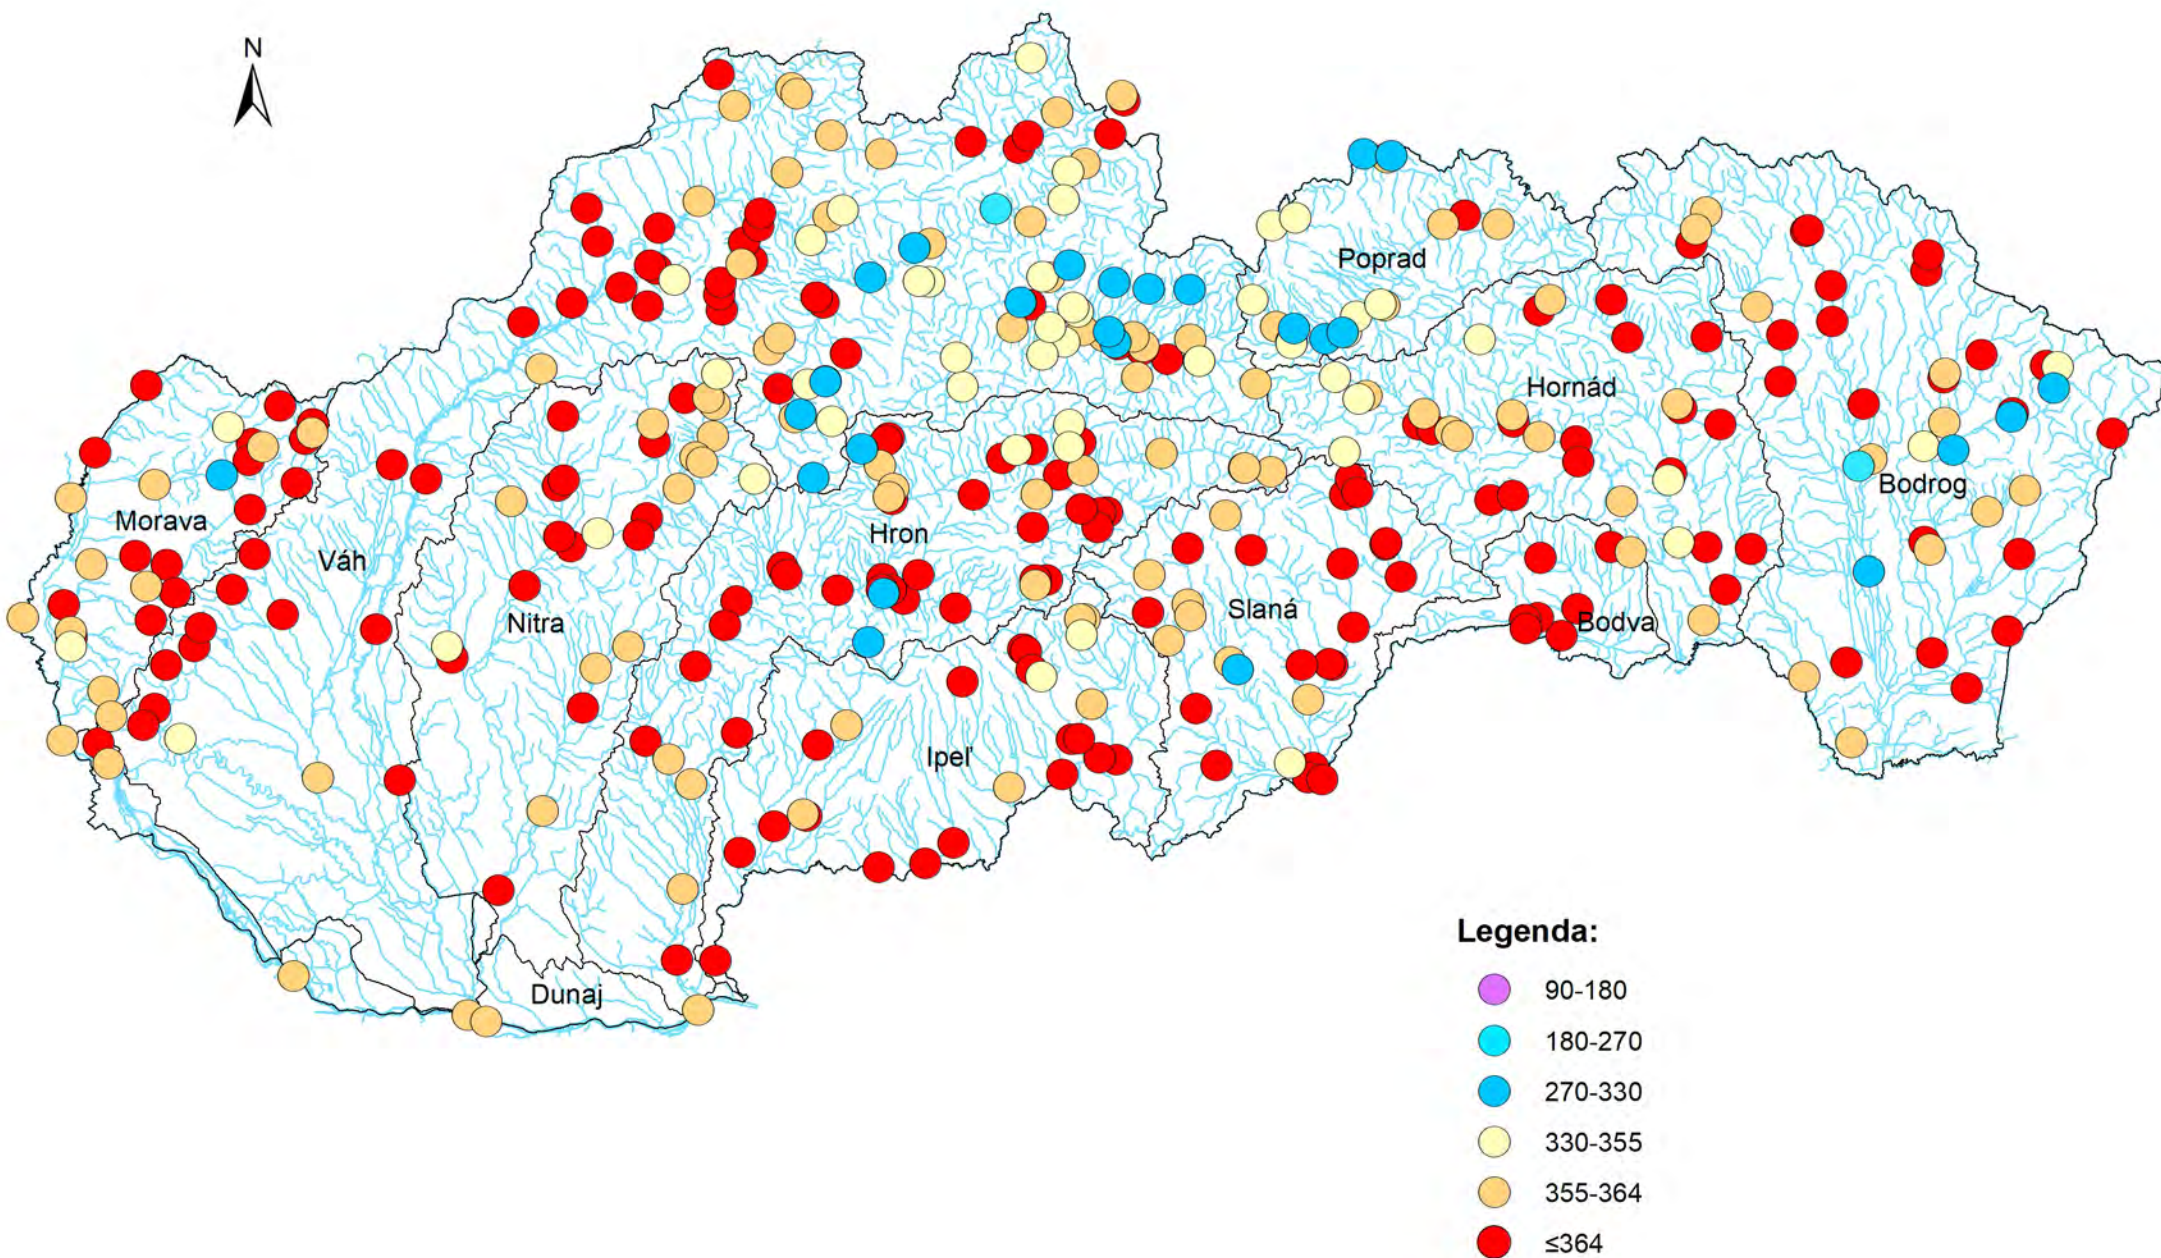 N
Poprad
Hornád
Bodrog
Morava
Váh
Hron
Nitra
Slaná
Bodva
Ipeľ
Dunaj
Legenda:
90-180
180-270
270-330
330-355
355-364
≤364